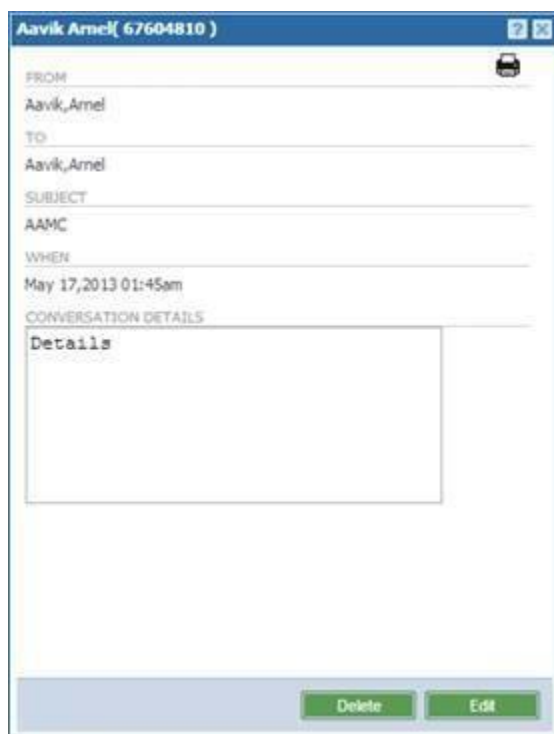 Aavik Arnel( 67604810 )
?
FROM
Aavik,Arnel
TO
Aavik,Arnel
SUBJECT
AAMC
WHEN
May 17,2013 01:45am
CONVERSATION DETAILS
Details
Delete
Edit